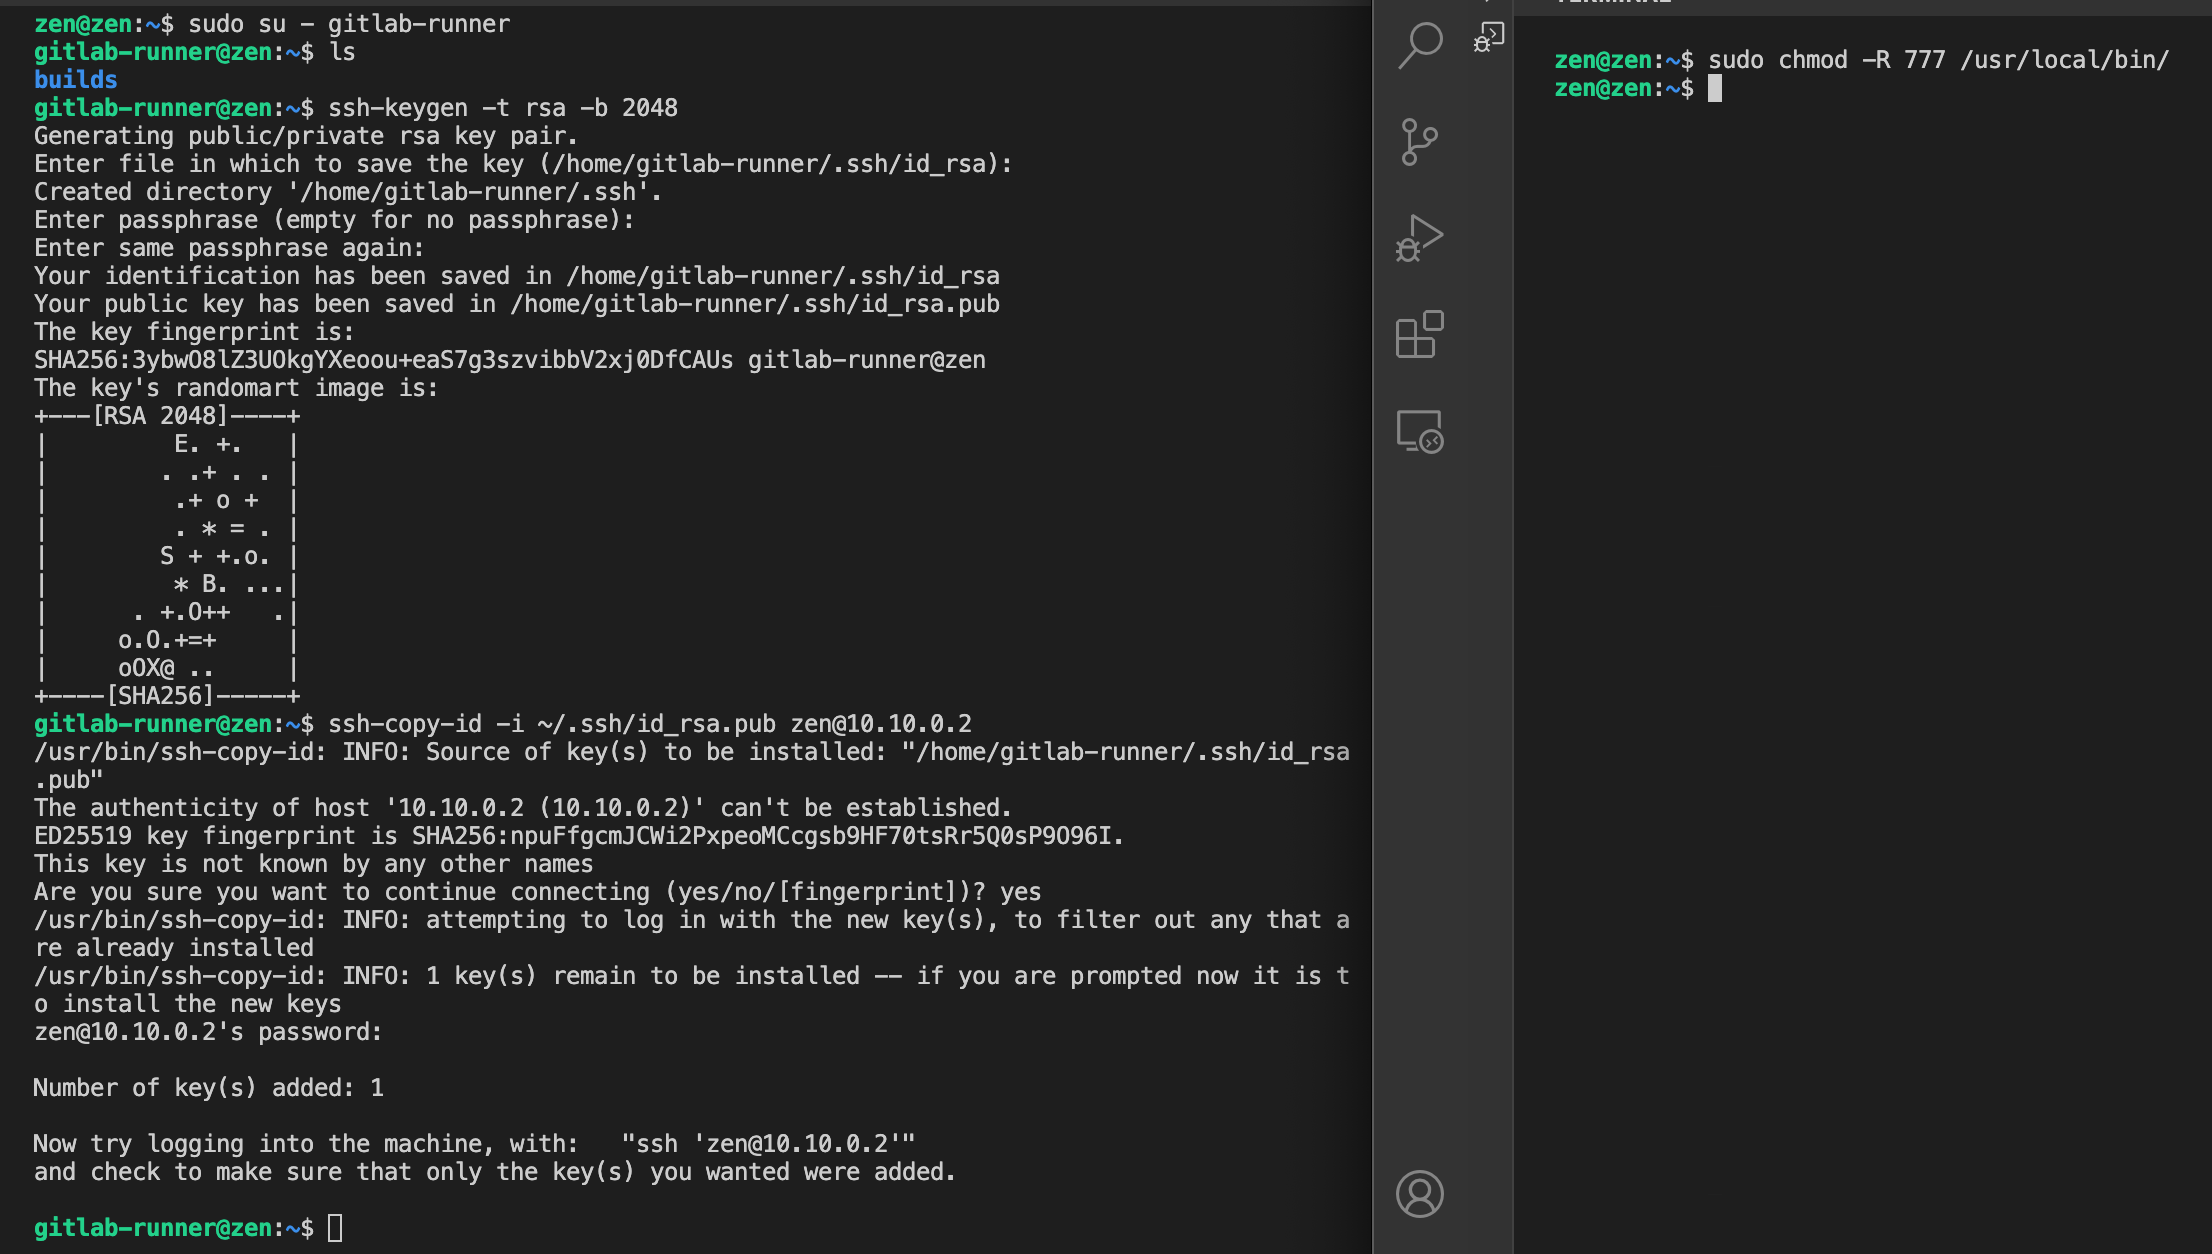 zen@zen:~$ sudo su - gitlab-runner
gitlab-runner@zen:~$ ls
builds
gitlab-runner@zen:~$ ssh-keygen -t rsa -b 2048
Generating public/private rsa key pair.
Enter file in which to save the key (/home/gitlab-runner/.ssh/id_rsa):
Created directory '/home/gitlab-runner/.ssh'.
Enter passphrase (empty for no passphrase):
Enter same passphrase again:
Your identification has been saved in /home/gitlab-runner/.ssh/id_rsa
Your public key has been saved in /home/gitlab-runner/.ssh/id_rsa.pub
The key fingerprint is:
SHA256:3ybwO8lZ3UOkgYXeoou+eaS7g3szvibbV2xj0DfCAUs gitlab-runner@zen
The key's randomart image is:
+---[RSA 2048]----+
|         E. +.   |
|        . .+ . . |
|         .+ o +  |
|         . * = . |
|        S + +.o. |
|         * B. ...|
|      . +.O++   .|
|     o.O.+=+     |
|     oOX@ ..     |
+----[SHA256]-----+
gitlab-runner@zen:~$ ssh-copy-id -i ~/.ssh/id_rsa.pub zen@10.10.0.2
/usr/bin/ssh-copy-id: INFO: Source of key(s) to be installed: "/home/gitlab-runner/.ssh/id_rsa
.pub"
The authenticity of host '10.10.0.2 (10.10.0.2)' can't be established.
ED25519 key fingerprint is SHA256:npuFfgcmJCWi2PxpeoMCcgsb9HF70tsRr5Q0sP9O96I.
This key is not known by any other names
Are you sure you want to continue connecting (yes/no/[fingerprint])? yes
/usr/bin/ssh-copy-id: INFO: attempting to log in with the new key(s), to filter out any that a
re already installed
/usr/bin/ssh-copy-id: INFO: 1 key(s) remain to be installed -- if you are prompted now it is t
o install the new keys
zen@10.10.0.2's password:
Number of key(s) added: 1
Now try logging into the machine, with:   "ssh 'zen@10.10.0.2'"
and check to make sure that only the key(s) you wanted were added.
gitlab-runner@zen:~$
zen@zen:~$ sudo chmod -R 777 /usr/local/bin/
zen@zen:~$